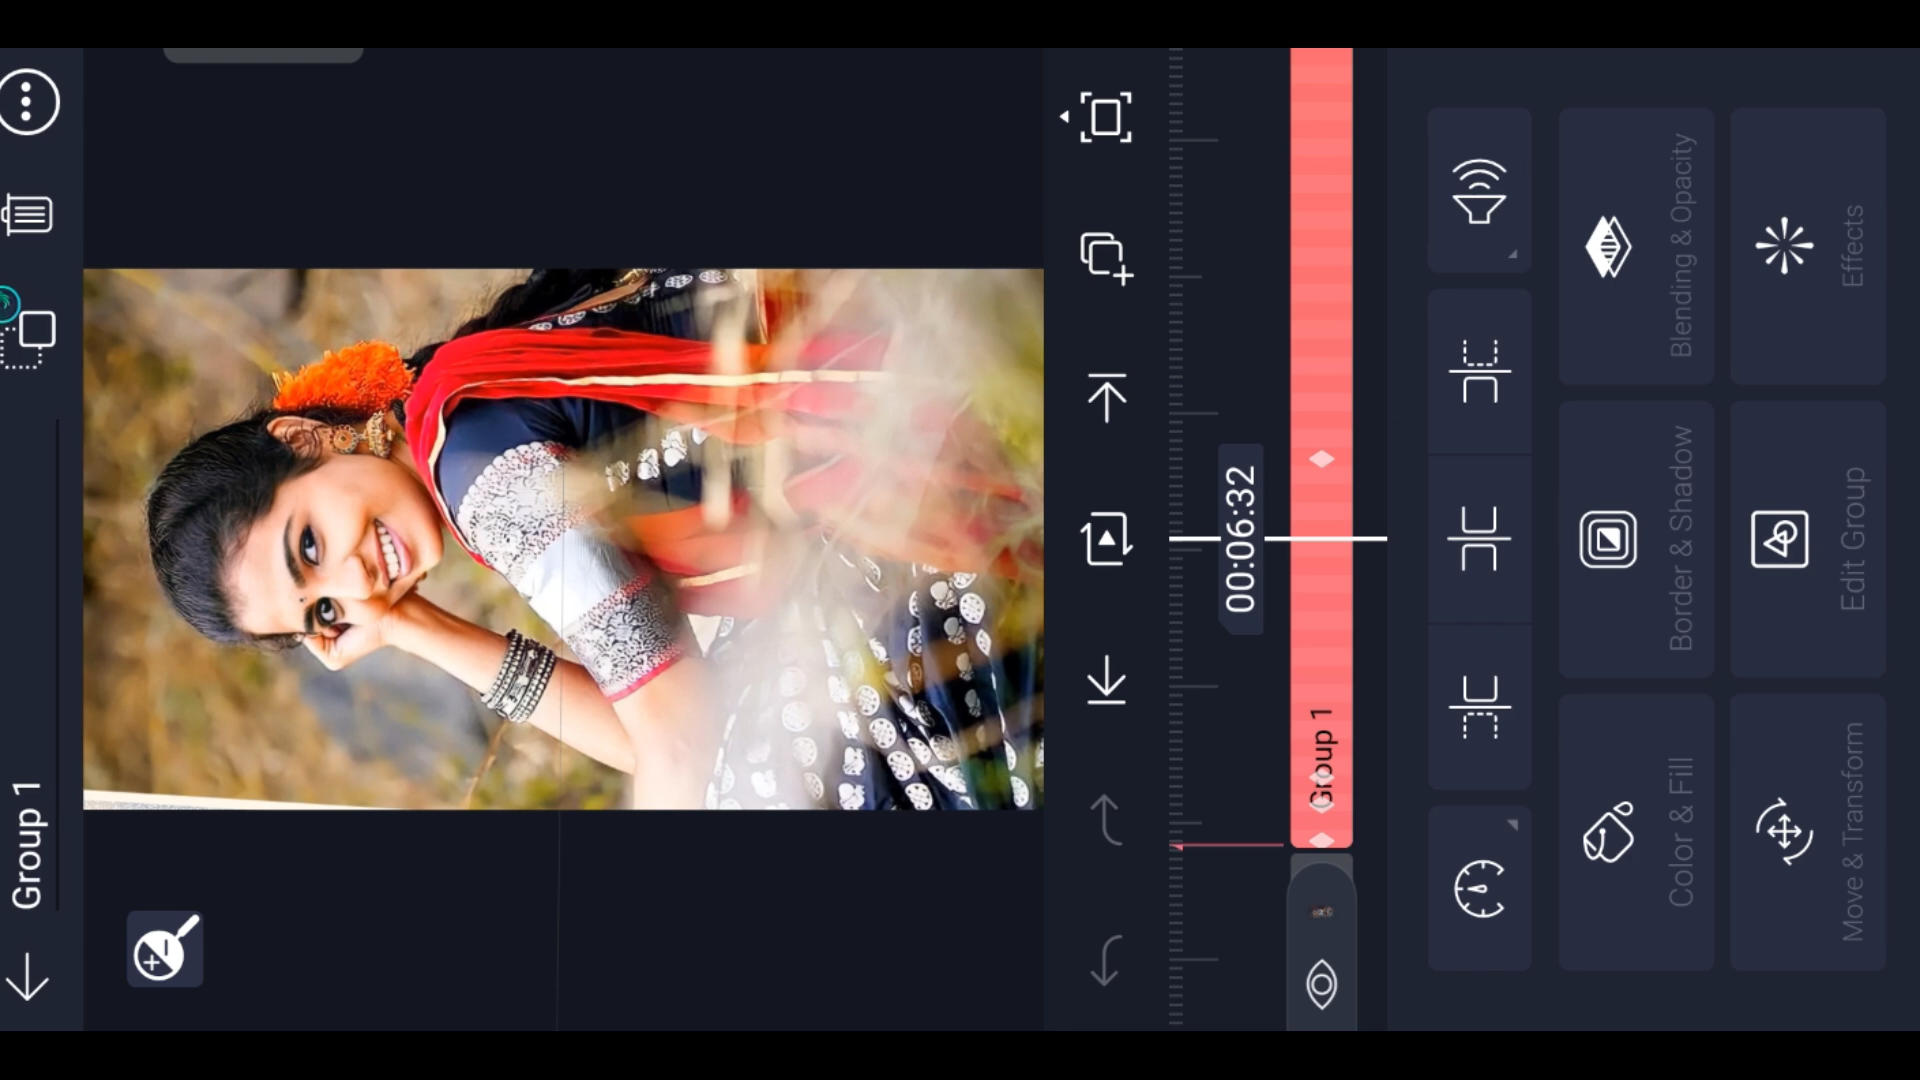 Group 1
00:06:32
Group 1
Color & Fill
Border & Shadow
Blending & Opacity
Move & Transform
Edit Group
Effects